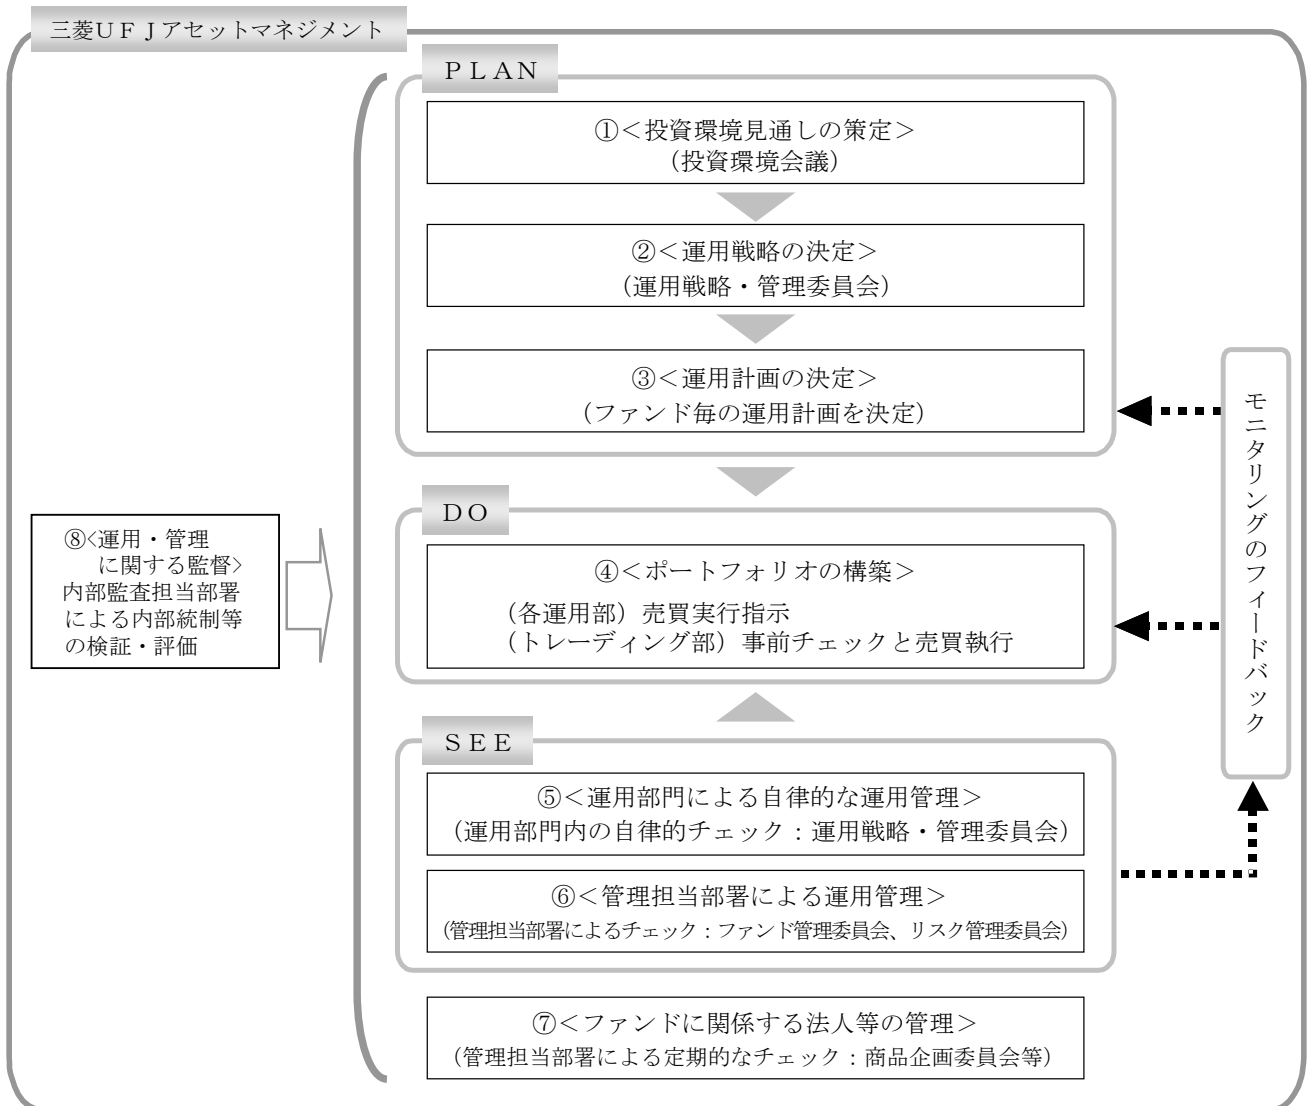 三菱ＵＦＪアセットマネジメント
ＰＬＡＮ
①＜投資環境見通しの策定＞
（投資環境会議）
②＜運用戦略の決定＞
（運用戦略・管理委員会）
③＜運用計画の決定＞
（ファンド毎の運用計画を決定）
ＤＯ
④＜ポートフォリオの構築＞
（各運用部）売買実行指示
（トレーディング部）事前チェックと売買執行
ＳＥＥ
⑤＜運用部門による自律的な運用管理＞
（運用部門内の自律的チェック：運用戦略・管理委員会）
⑥＜管理担当部署による運用管理＞
（管理担当部署によるチェック：ファンド管理委員会、リスク管理委員会）
⑦＜ファンドに関係する法人等の管理＞
（管理担当部署による定期的なチェック：商品企画委員会等）
⑧<運用・管理
に関する監督>
内部監査担当部署
による内部統制等
の検証・評価
モニタリングのフィードバック